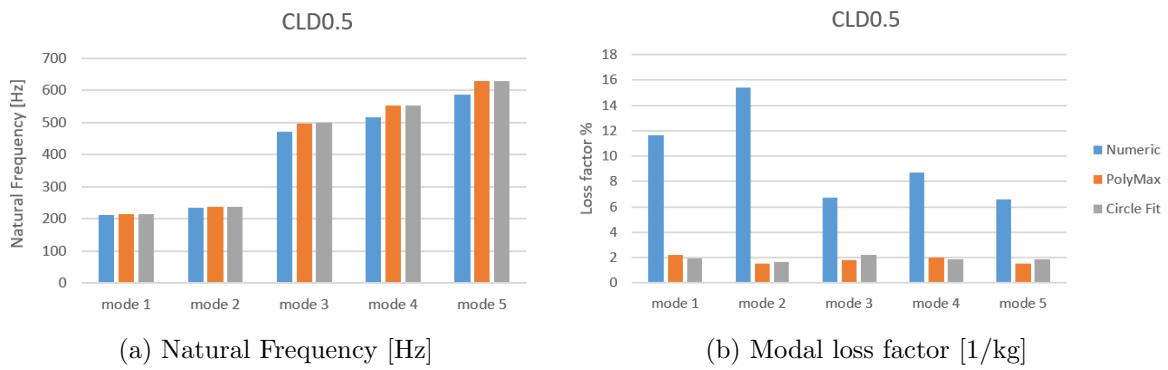 CLD0.5
Natural Frequency [Hz]
700
600
500
400
300
200
100
0
mode 1 mode 2 mode 3 mode 4 mode 5
(a) Natural Frequency [Hz]
CLD0.5
Loss factor %
18
16
14
12
10
8
6
4
2
0
mode 1 mode 2 mode 3 mode 4 mode 5
Numeric
PolyMax
Circle Fit
(b) Modal loss factor [1/kg]